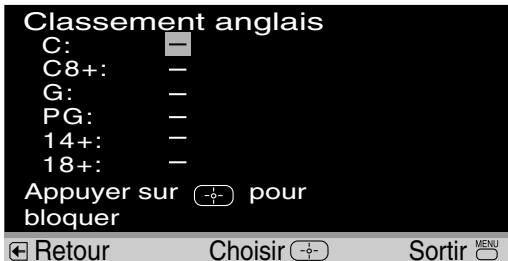 Classement anglais
C: —
C8+: —
G: —
PG: —
14+: —
18+: —
Appuyer sur pour
bloquer
Retour Choisir Sortir MENU